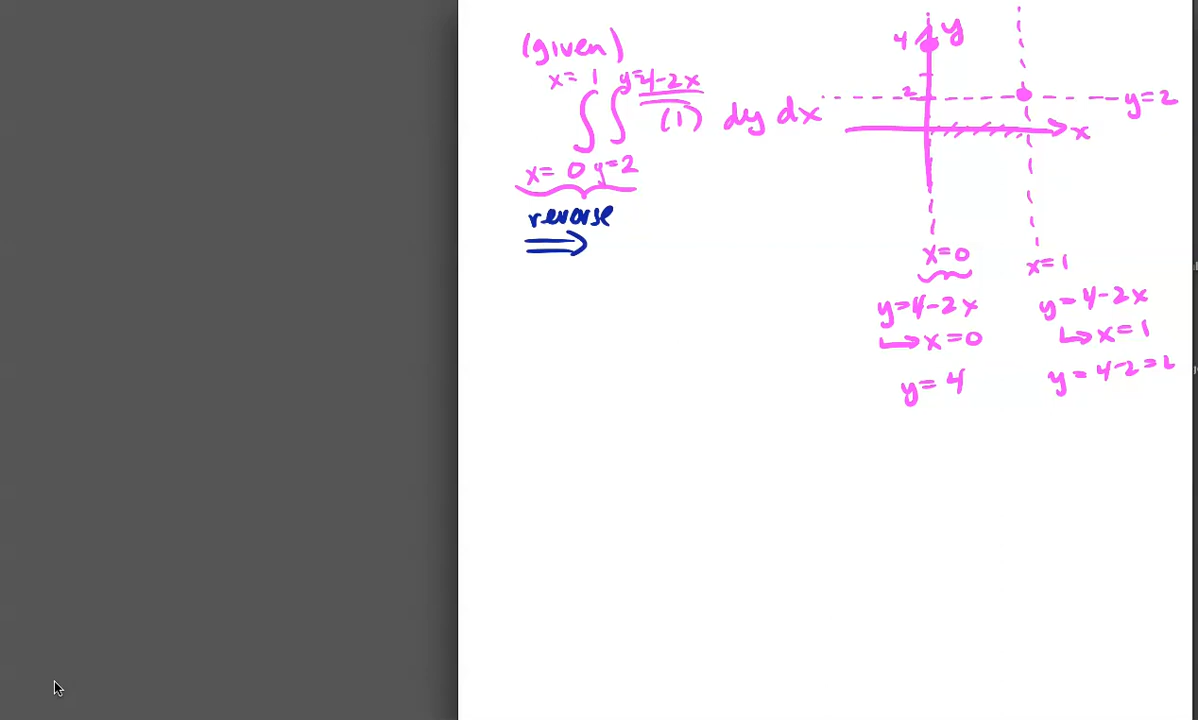 (given)
x= 1 y=4-2x
∫ ∫ (1) dy dx
x= 0 y=2
reverse
⇒
4 y
2
y=2
x
x=0
x=1
y=4-2x
↳ x=0
y=4
y=4-2x
↳ x=1
y=4-2=2